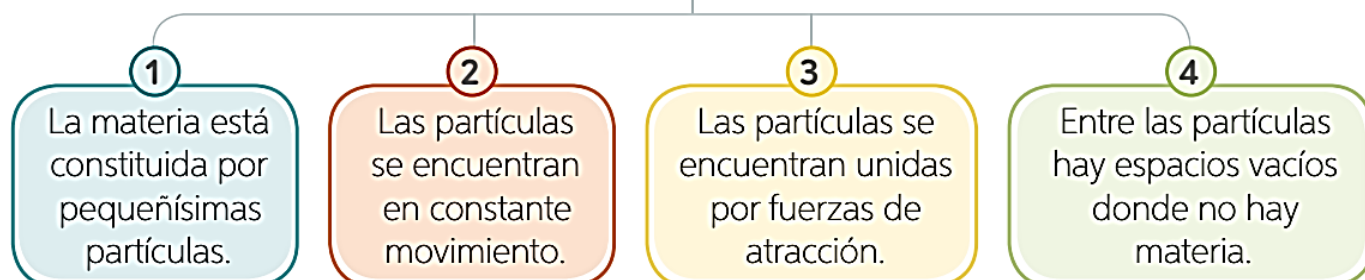 1
La materia está
constituida por
pequeñísimas
partículas.
2
Las partículas
se encuentran
en constante
movimiento.
3
Las partículas se
encuentran unidas
por fuerzas de
atracción.
4
Entre las partículas
hay espacios vacíos
donde no hay
materia.